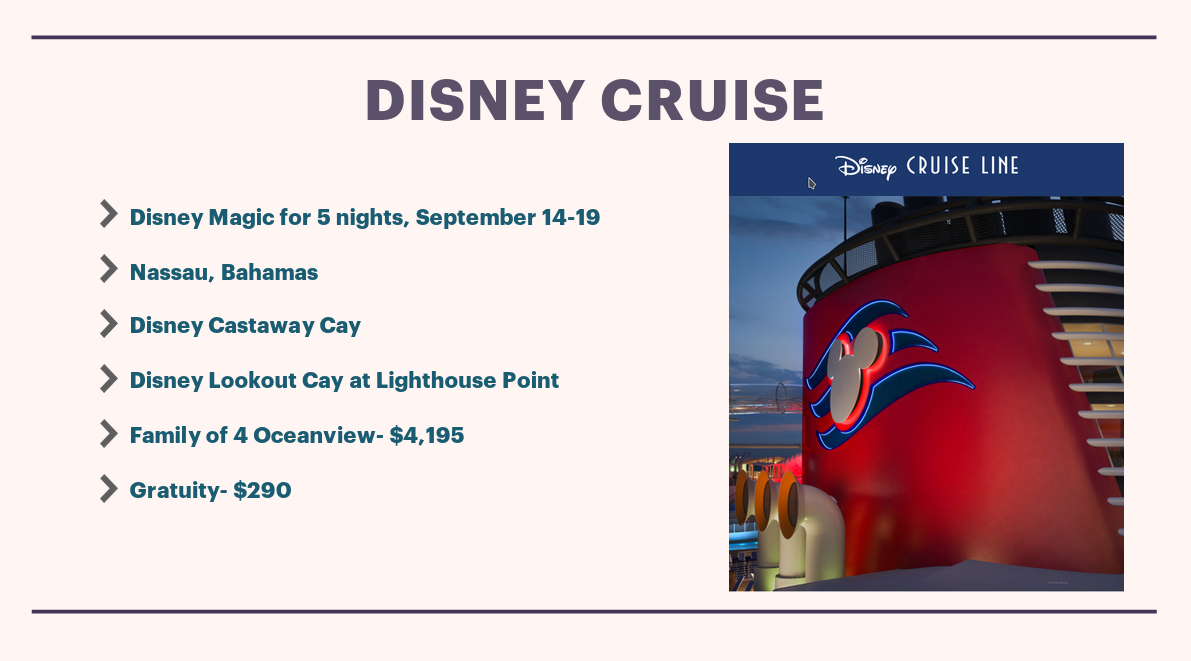 DISNEY CRUISE
Disney CRUISE LINE
Disney Magic for 5 nights, September 14-19
Nassau, Bahamas
Disney Castaway Cay
Disney Lookout Cay at Lighthouse Point
Family of 4 Oceanview- $4,195
Gratuity- $290